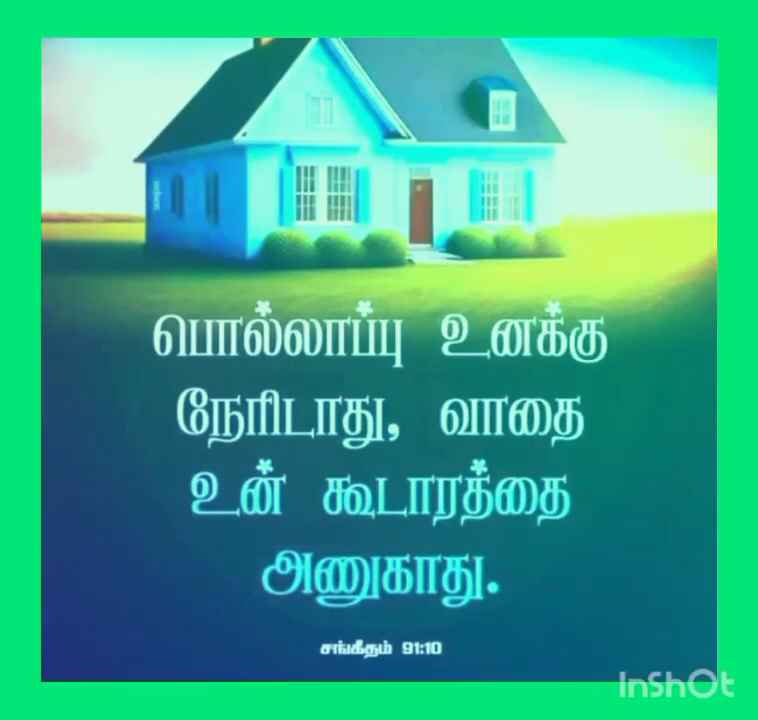 பொல்லாப்பு உனக்கு
நேரிடாது, வாதை
உன் கூடாரத்தை
அணுகாது.
சங்கீதம் 91:10
InShOt